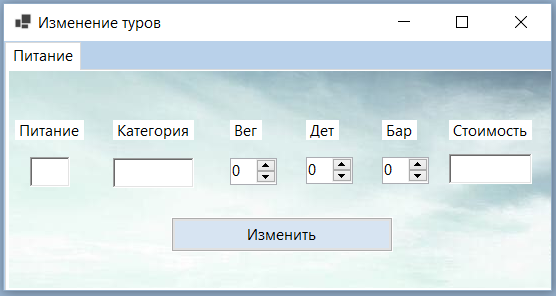 Изменение туров
Питание
Питание Категория Вег Дет Бар Стоимость
0 0 0
Изменить